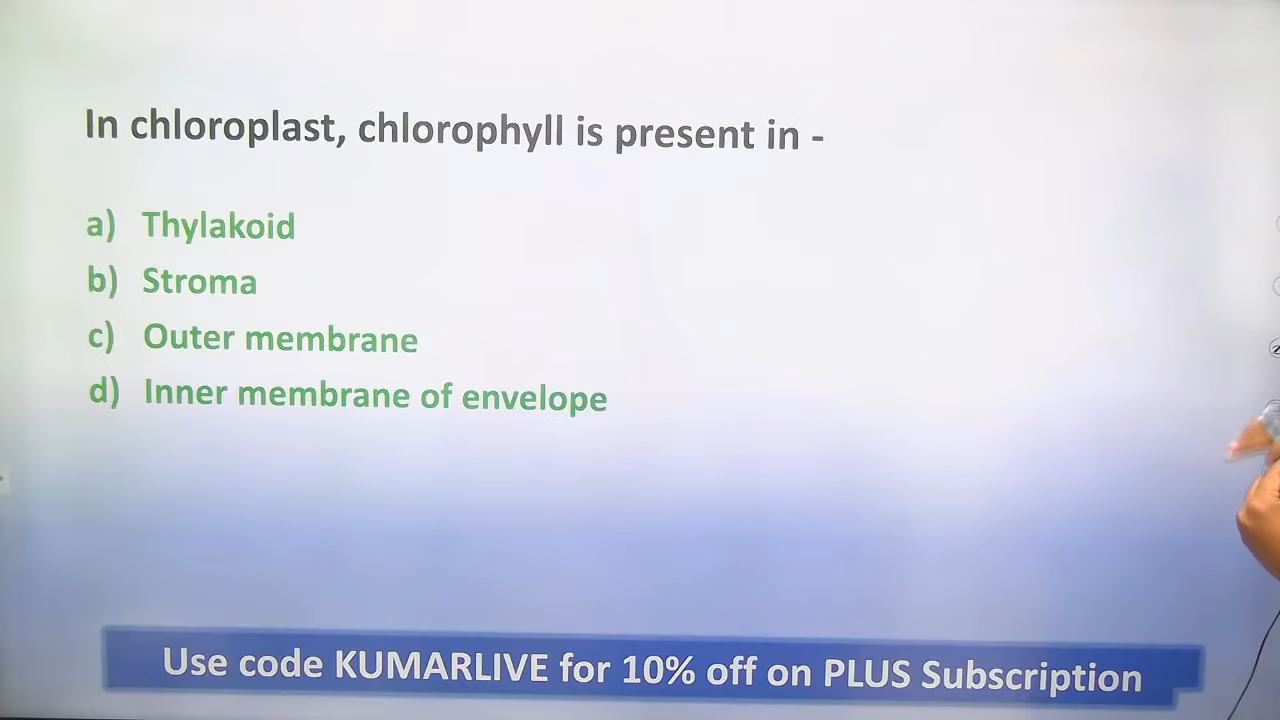 In chloroplast, chlorophyll is present in -
a) Thylakoid
b) Stroma
c) Outer membrane
d) Inner membrane of envelope
Use code KUMARLIVE for 10% off on PLUS Subscription